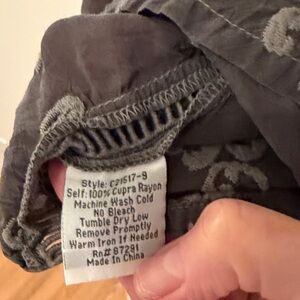 Style: C21517-9
Self:100% Cupra Rayon
Machine Wash Cold
No Bleach
Tumble Dry Low
Remove Promptly
Warm Iron If Needed
Rn# 87291
Made In China